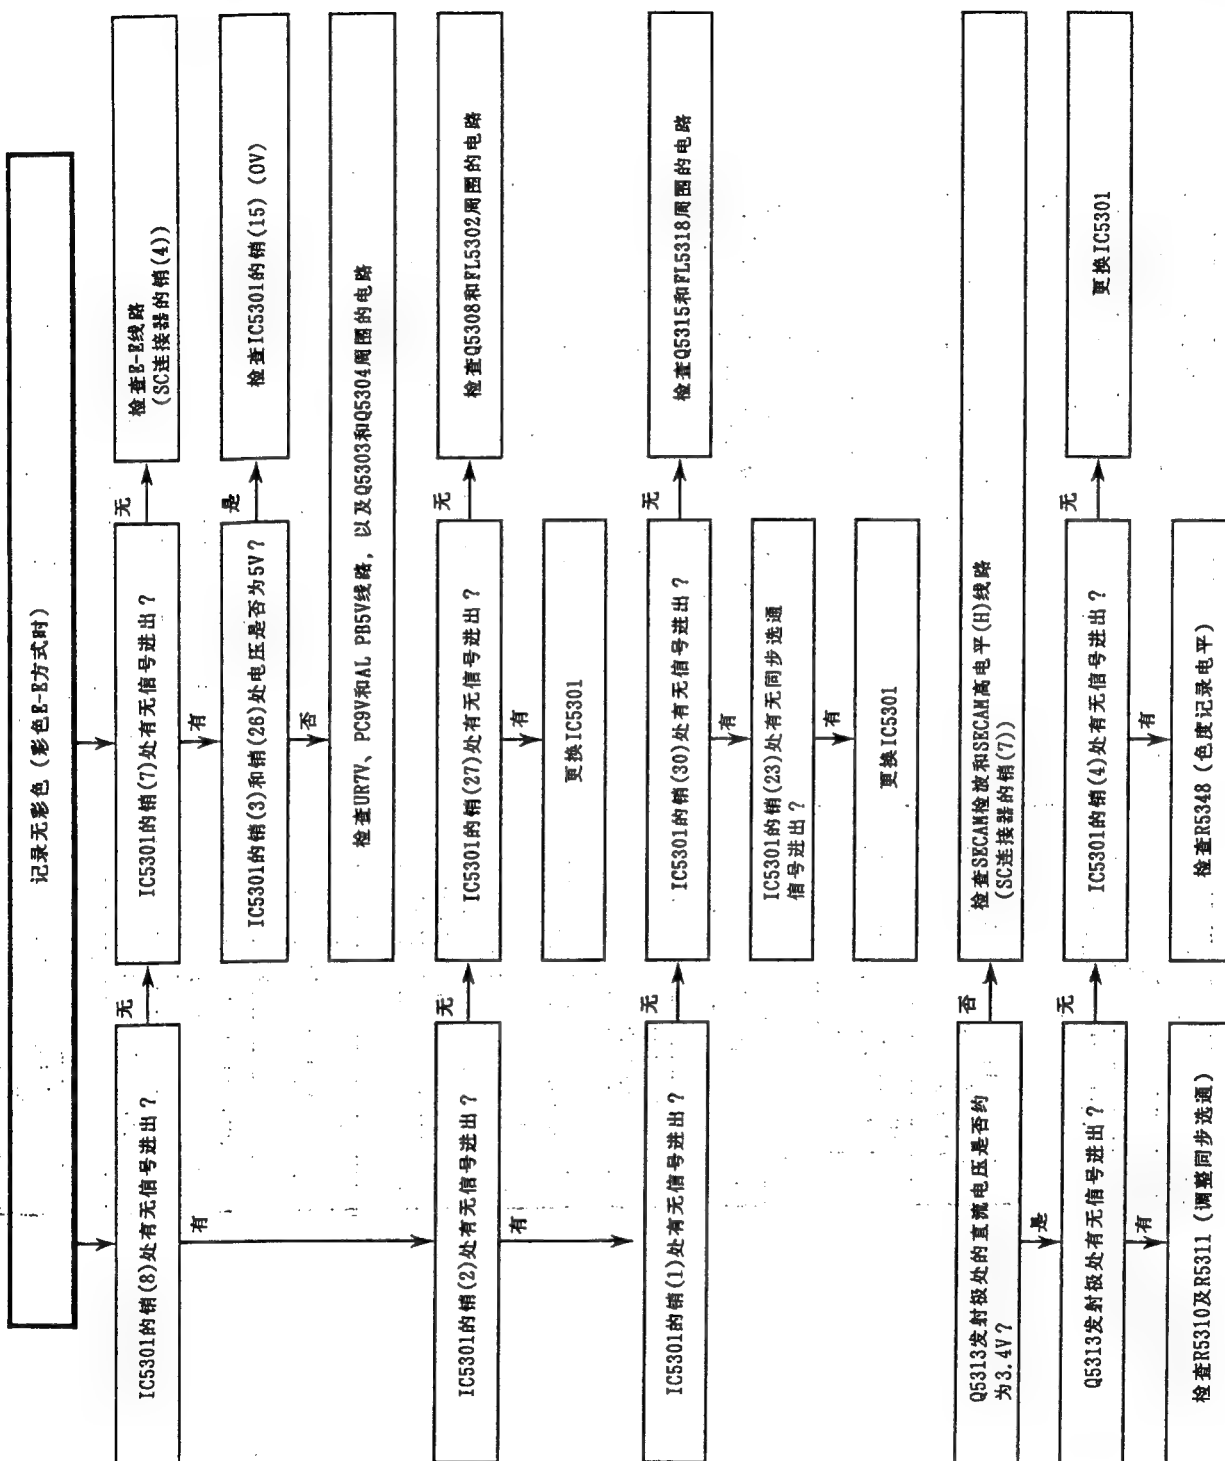 记录无彩色（彩色E-E方式时）
IC5301的销(8)处有无信号进出？
无
有
IC5301的销(7)处有无信号进出？
无
有
检查E-E线路
(SC连接器的销(4))
IC5301的销(3)和销(26)处电压是否为5V？
是
否
检查IC5301的销(15)（0V）
检查UR7V、PC9V和AL PB5V线路，以及Q5303和Q5304周围的电路
IC5301的销(2)处有无信号进出？
无
有
IC5301的销(27)处有无信号进出？
无
有
检查Q5308和FL5302周围的电路
更换IC5301
IC5301的销(1)处有无信号进出？
无
IC5301的销(30)处有无信号进出？
无
有
检查Q5315和FL5318周围的电路
IC5301的销(23)处有无同步选通
信号进出？
有
更换IC5301
Q5313发射极处的直流电压是否约
为3.4V？
否
是
检查SECAM检波和SECAM高电平(H)线路
(SC连接器的销(7))
Q5313发射极处有无信号进出？
无
有
IC5301的销(4)处有无信号进出？
无
有
更换IC5301
检查R5310及R5311（调整同步选通）
检查R5348（色度记录电平）